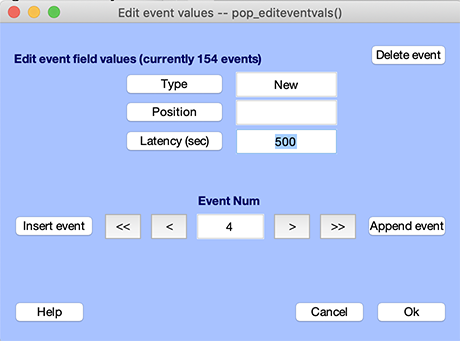 Edit event values -- pop_editeventvals()
Edit event field values (currently 154 events)
Delete event
Type
New
Position
Latency (sec)
500
Event Num
Insert event
<<
<
4
>
>>
Append event
Help
Cancel
Ok